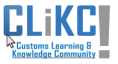 CLiKC!
Customs Learning &
Knowledge Community